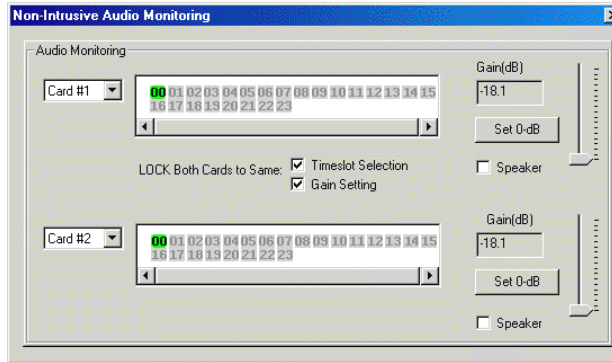 Non-Intrusive Audio Monitoring
Audio Monitoring
Card #1
00 01 02 03 04 05 06 07 08 09 10 11 12 13 14 15
16 17 18 19 20 21 22 23
Gain(dB)
-18.1
Set 0-dB
Speaker
LOCK Both Cards to Same:
Timeslot Selection
Gain Setting
Card #2
00 01 02 03 04 05 06 07 08 09 10 11 12 13 14 15
16 17 18 19 20 21 22 23
Gain(dB)
-18.1
Set 0-dB
Speaker